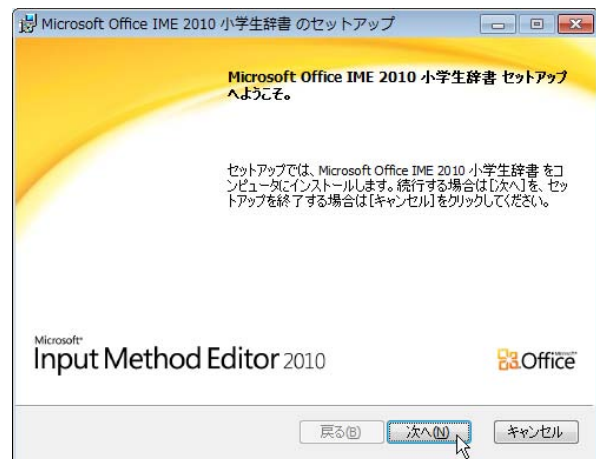 Microsoft Office IME 2010 小学生辞書 のセットアップ
Microsoft Office IME 2010 小学生辞書 セットアップ
へようこそ。
セットアップでは、Microsoft Office IME 2010 小学生辞書 をコ
ンピュータにインストールします。続行する場合は[次へ]を、セッ
トアップを終了する場合は[キャンセル]をクリックしてください。
Microsoft
Input Method Editor 2010
Office
戻る(B)
次へ(N)
キャンセル